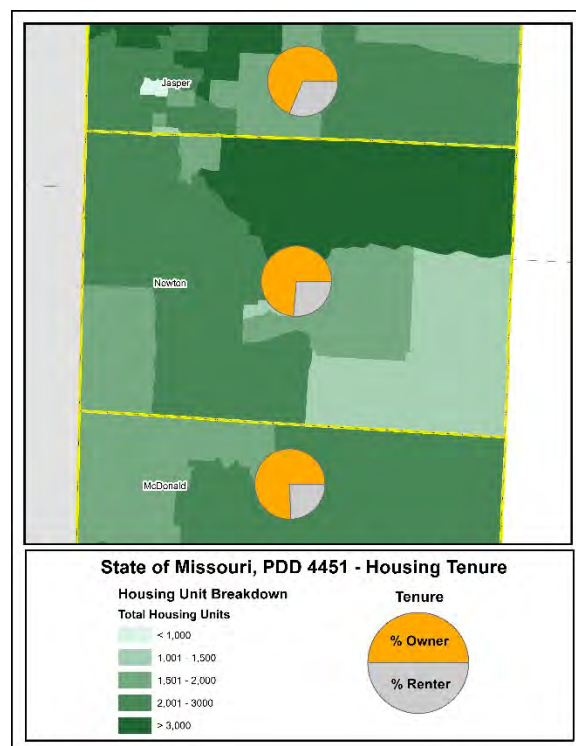 Jasper
Newton
McDonald
State of Missouri, PDD 4451 - Housing Tenure
Housing Unit Breakdown
Total Housing Units
< 1,000
1,001 - 1,500
1,501 - 2,000
2,001 - 3000
> 3,000
Tenure
% Owner
% Renter